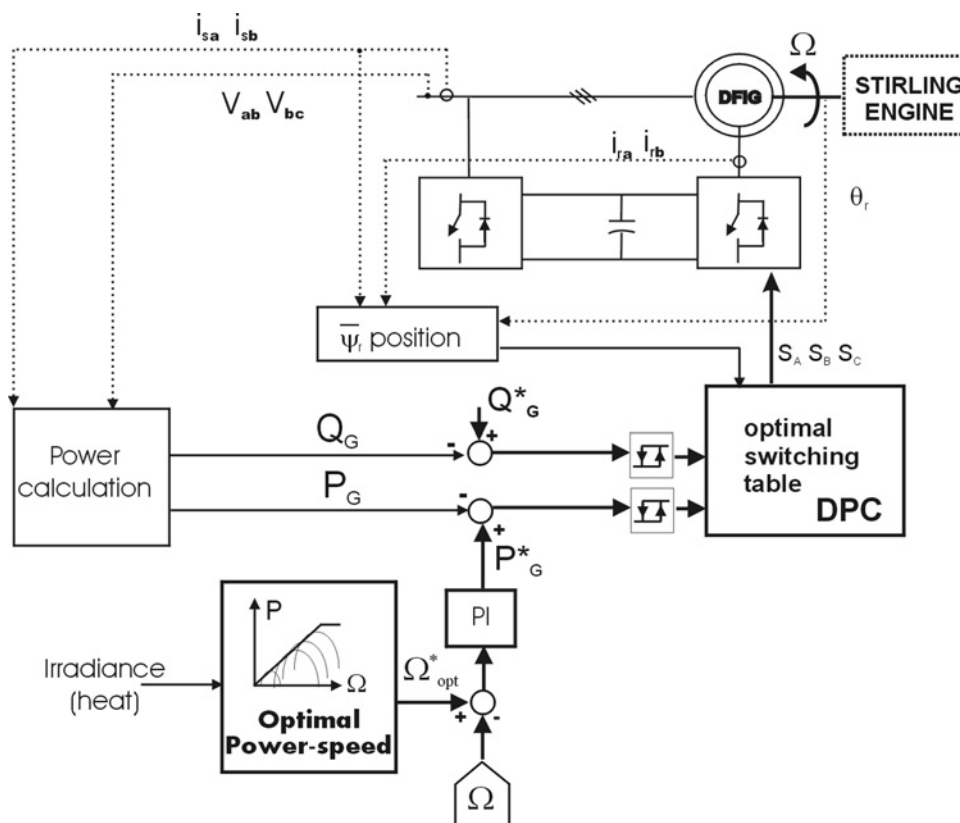 i_sa i_sb
V_ab V_bc
DFIG
Ω
STIRLING
ENGINE
i_ra i_rb
θ_r
ψ̅_r position
S_A S_B S_C
Q*_G
Power
calculation
Q_G
-
+
P_G
-
+
optimal
switching
table
DPC
P*_G
PI
P
Ω
Irradiance
(heat)
Ω*_opt
+
-
Optimal
Power-speed
Ω